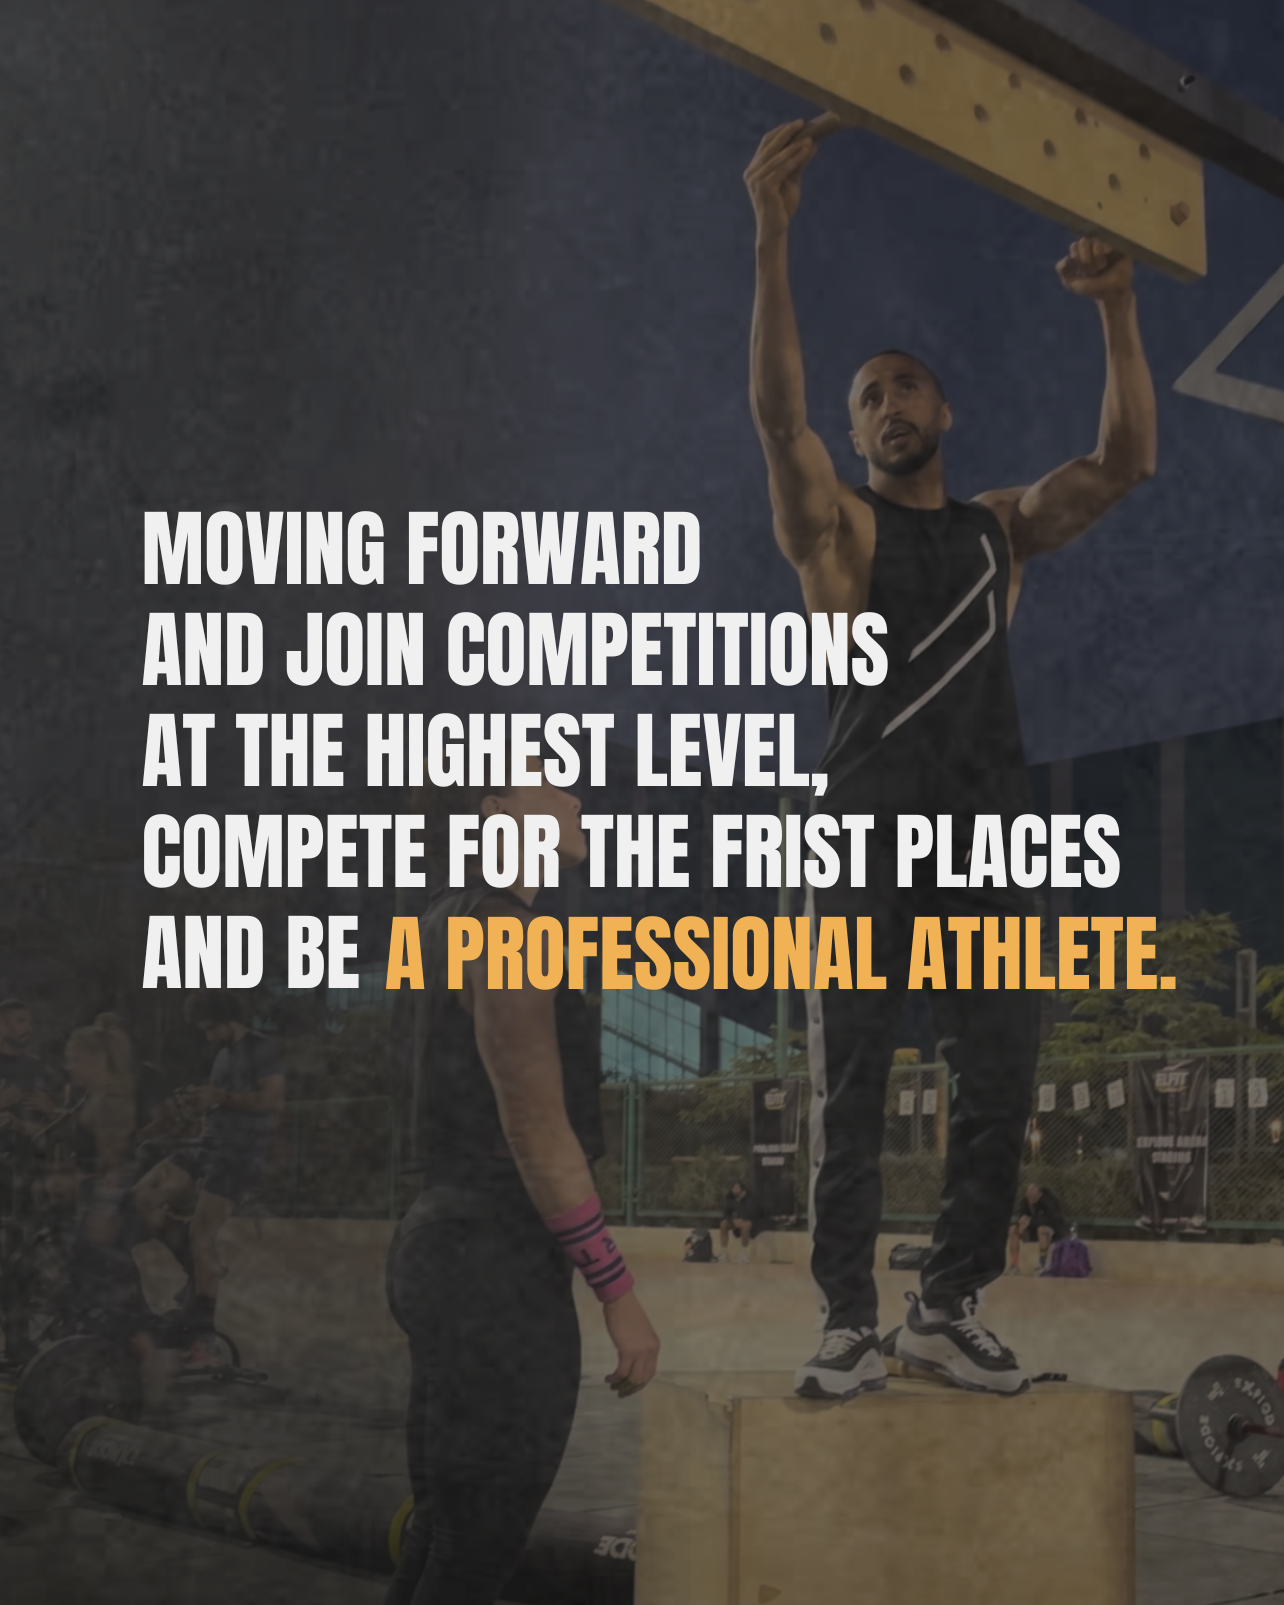 MOVING FORWARD
AND JOIN COMPETITIONS
AT THE HIGHEST LEVEL,
COMPETE FOR THE FRIST PLACES
AND BE A PROFESSIONAL ATHLETE.